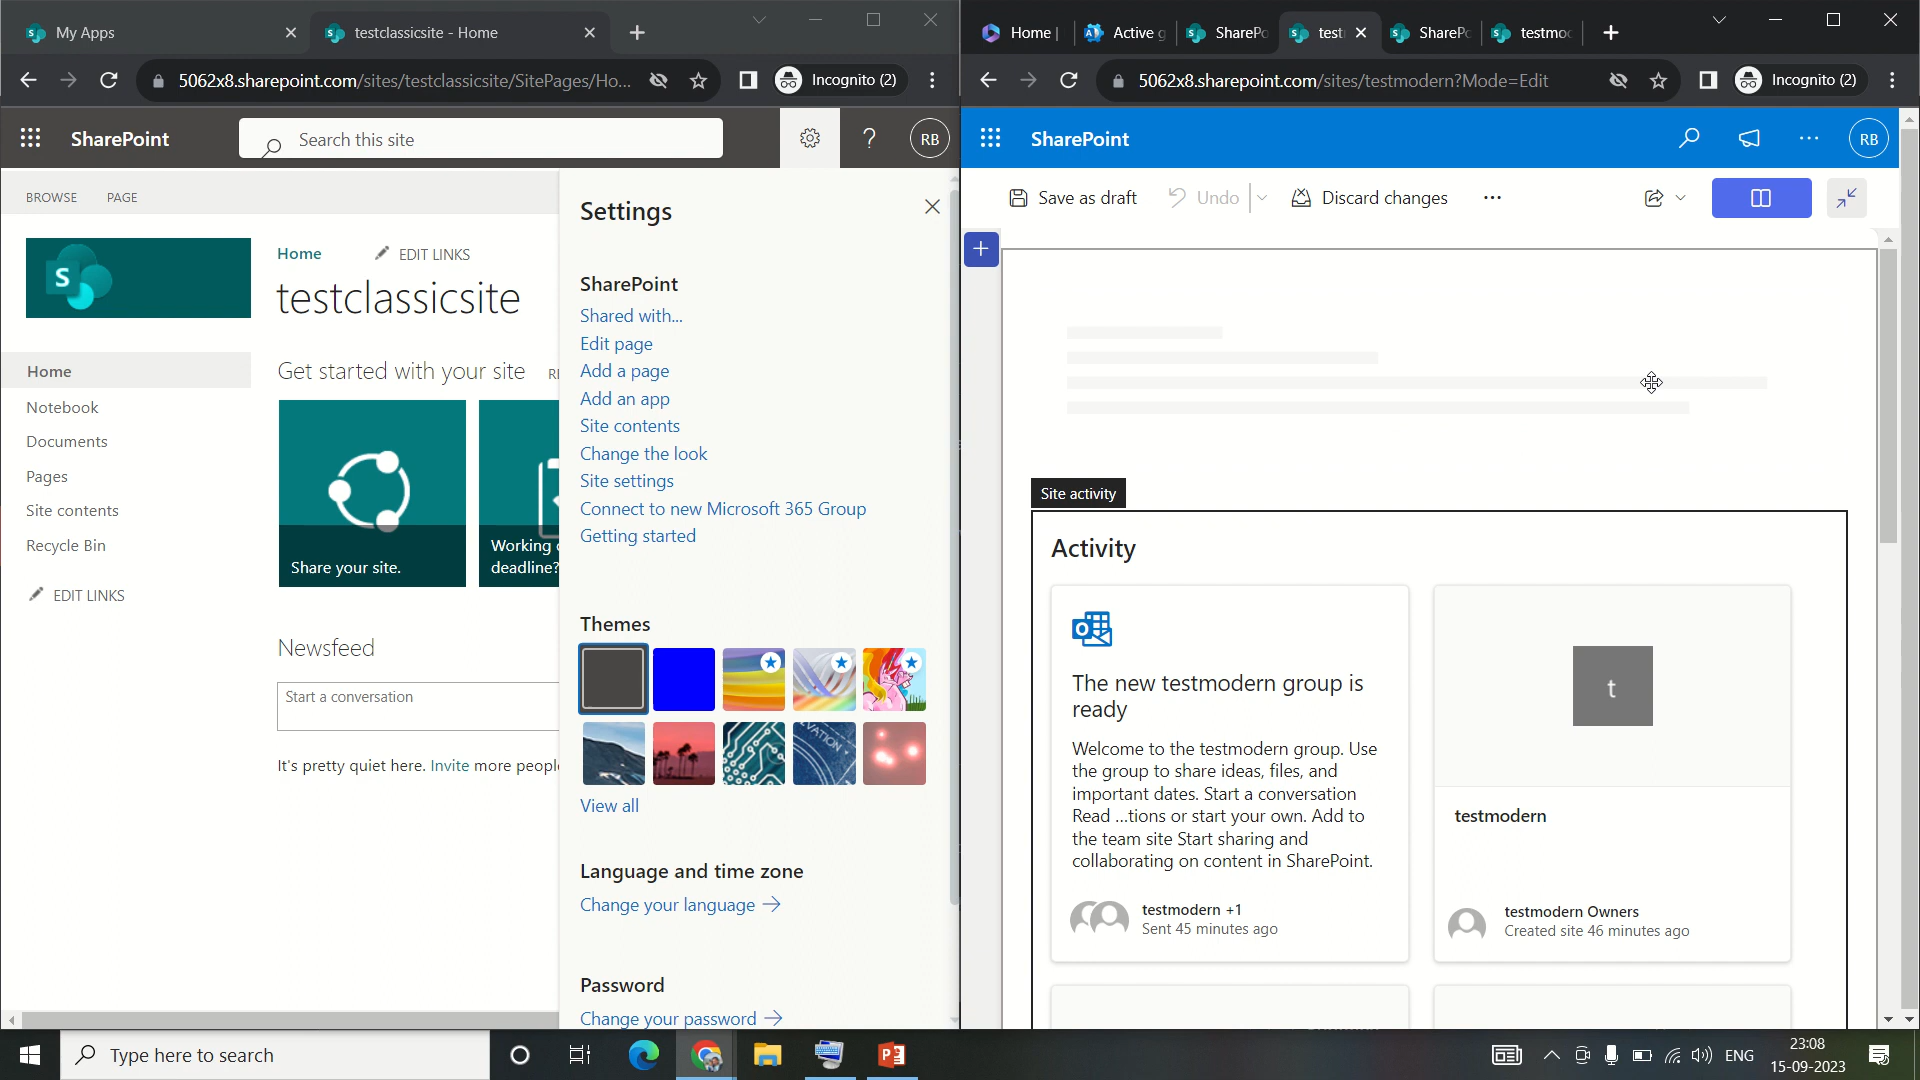 My Apps
testclassicsite - Home
Home
Active g
SharePo
test
SharePo
testmoc
5062x8.sharepoint.com/sites/testclassicsite/SitePages/Ho...
Incognito (2)
5062x8.sharepoint.com/sites/testmodern?Mode=Edit
Incognito (2)
SharePoint
Search this site
?
RB
SharePoint
RB
BROWSE
PAGE
Home
EDIT LINKS
S
testclassicsite
Home
Notebook
Documents
Pages
Site contents
Recycle Bin
EDIT LINKS
Get started with your site
RE
Share your site.
Working o
deadline?
Newsfeed
Start a conversation
It's pretty quiet here. Invite more people
Settings
SharePoint
Shared with...
Edit page
Add a page
Add an app
Site contents
Change the look
Site settings
Connect to new Microsoft 365 Group
Getting started
Themes
View all
Language and time zone
Change your language
Password
Change your password
Save as draft
Undo
Discard changes
Site activity
Activity
The new testmodern group is
ready
Welcome to the testmodern group. Use
the group to share ideas, files, and
important dates. Start a conversation
Read ...tions or start your own. Add to
the team site Start sharing and
collaborating on content in SharePoint.
testmodern +1
Sent 45 minutes ago
t
testmodern
testmodern Owners
Created site 46 minutes ago
Type here to search
ENG
23:08
15-09-2023